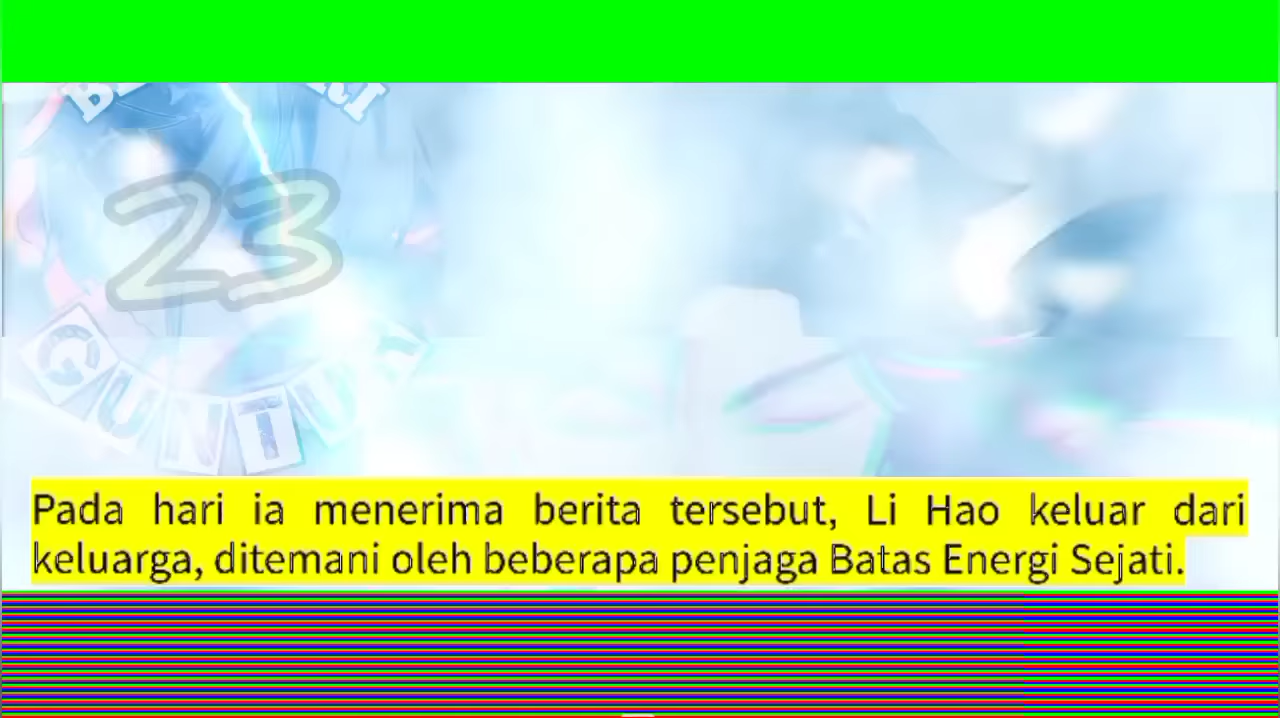 23
GUNTUR
Pada hari ia menerima berita tersebut, Li Hao keluar dari
keluarga, ditemani oleh beberapa penjaga Batas Energi Sejati.